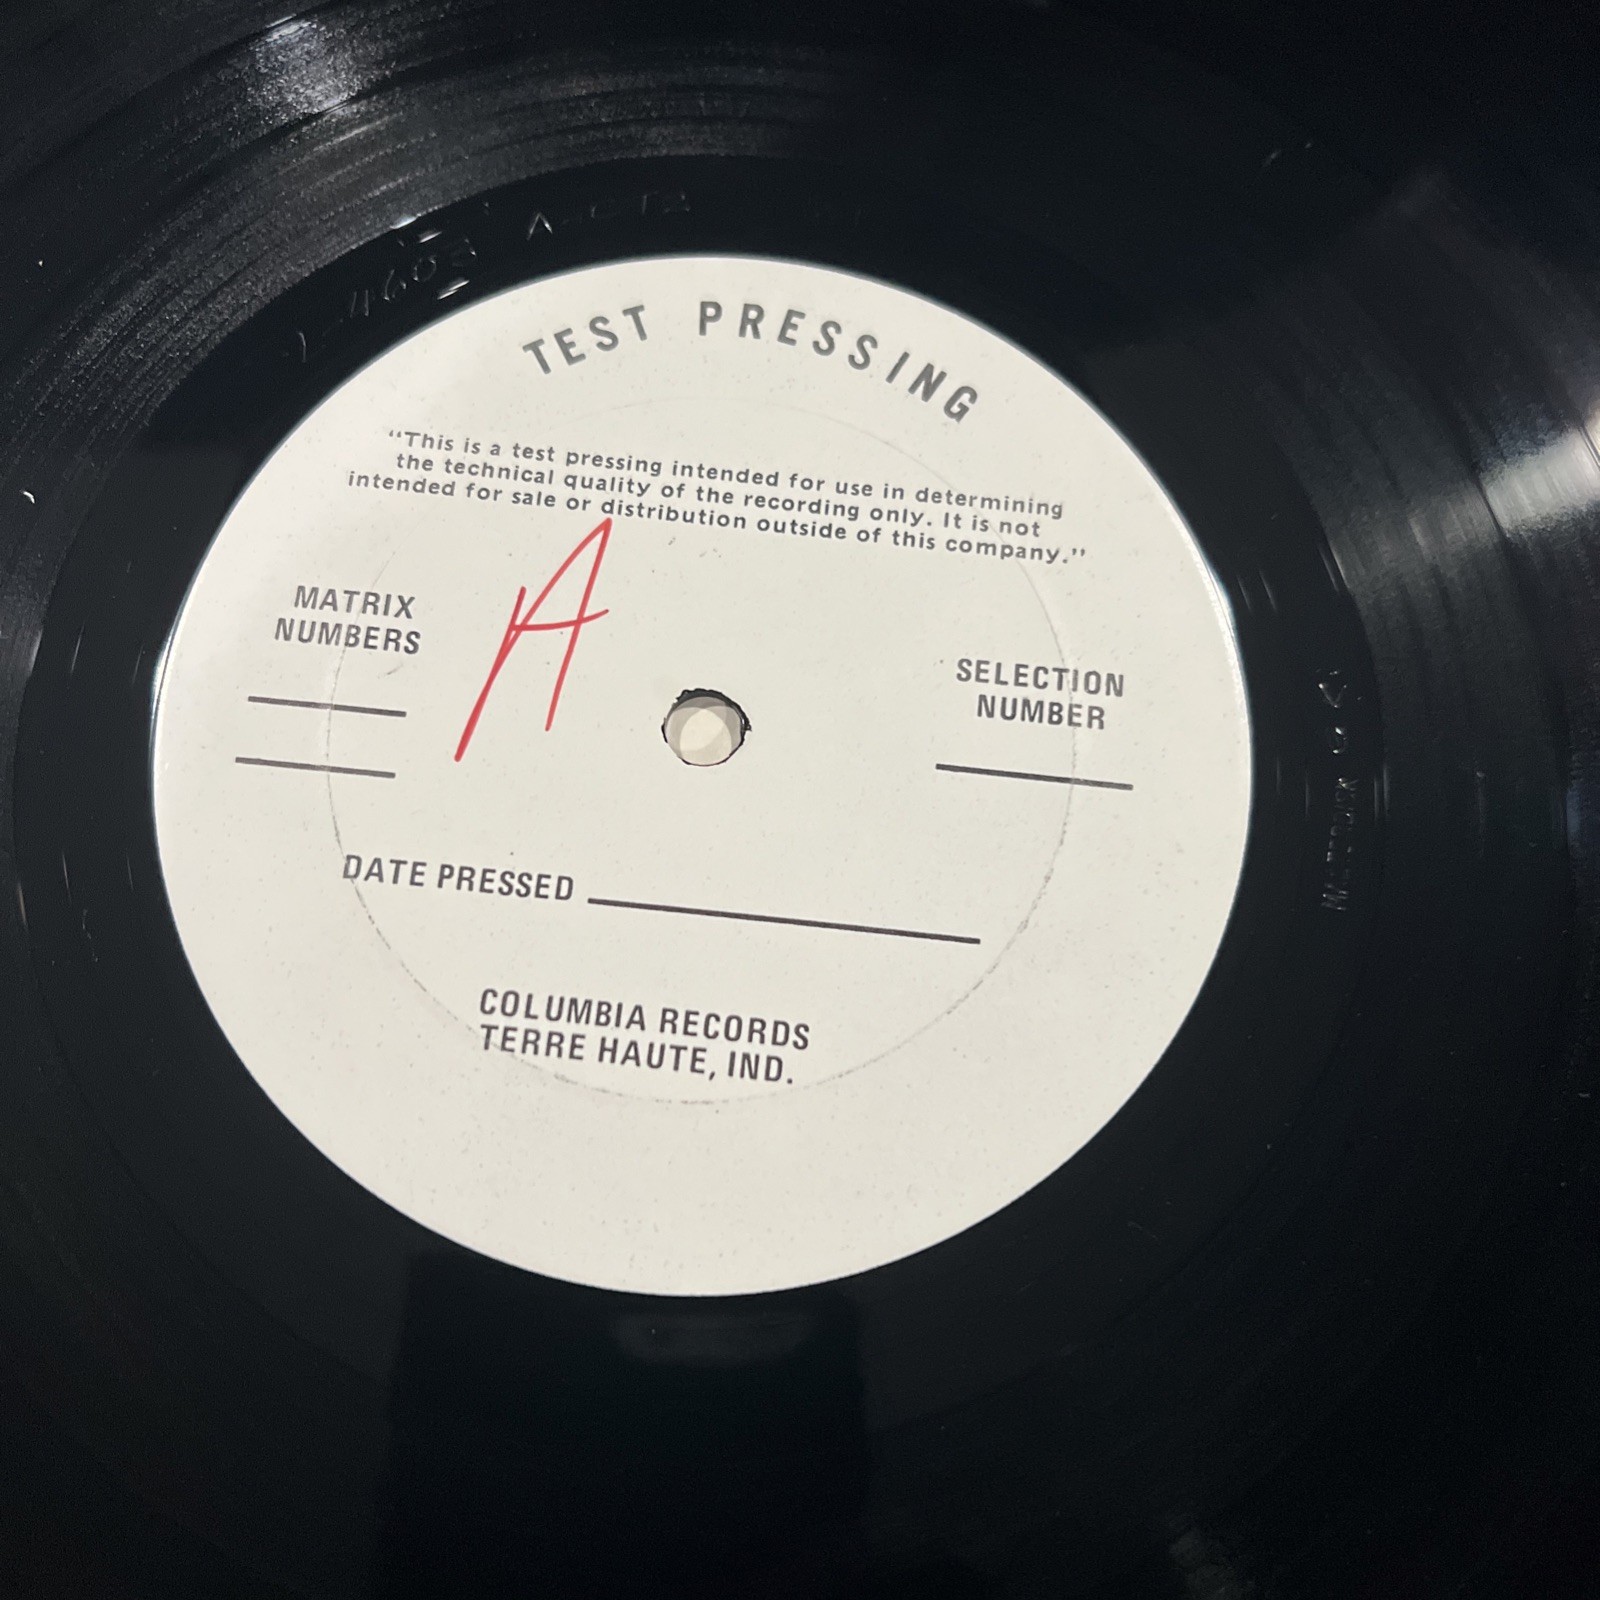 TEST PRESSING
“This is a test pressing intended for use in determining
the technical quality of the recording only. It is not
intended for sale or distribution outside of this company.”
A
MATRIX
NUMBERS
SELECTION
NUMBER
DATE PRESSED
COLUMBIA RECORDS
TERRE HAUTE, IND.
MASTERDISK